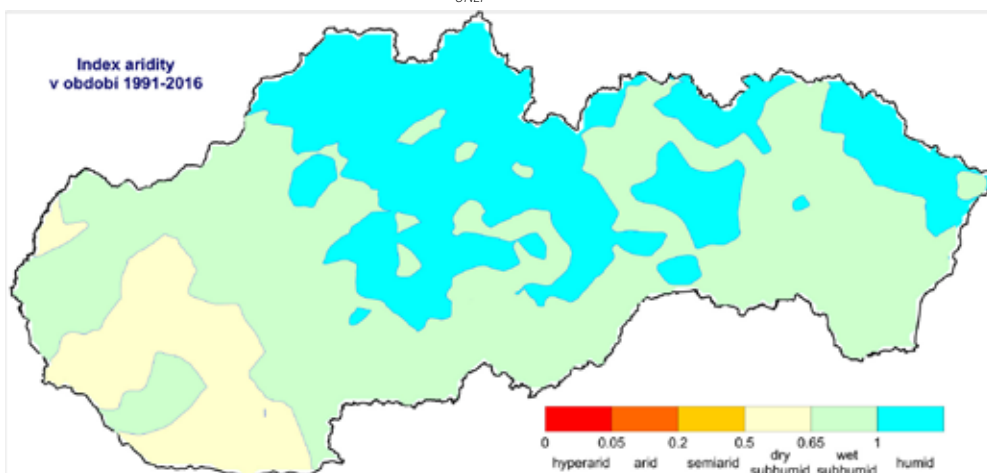 Index aridity
v období 1991-2016
0 0.05 0.2 0.5 0.65 1
hyperarid arid semiarid dry subhumid wet subhumid humid